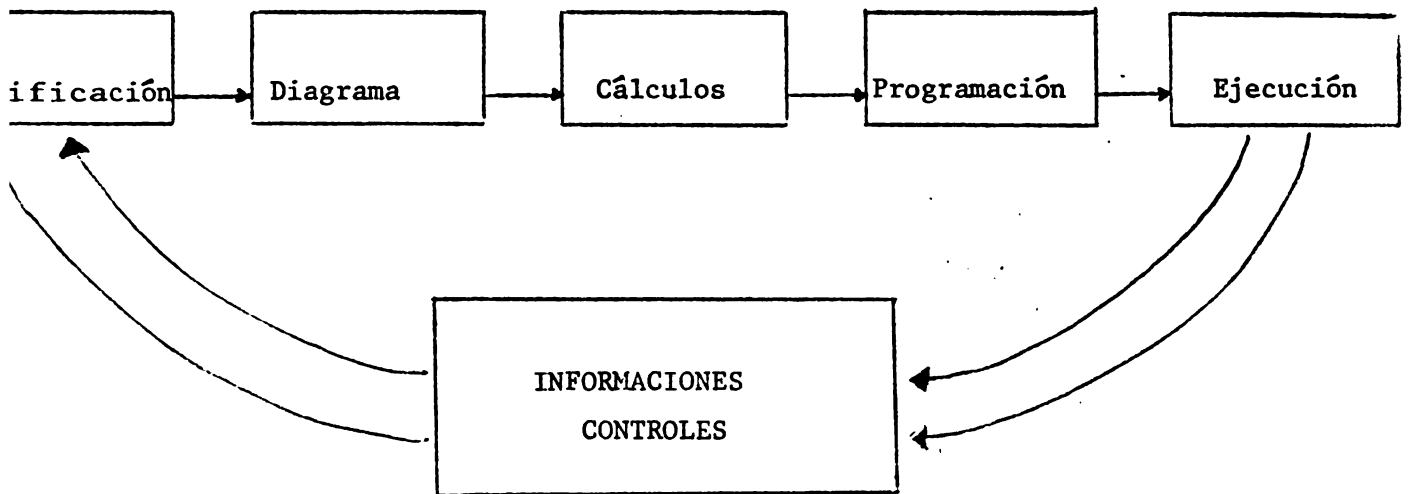 ificación
Diagrama
Cálculos
Programación
Ejecución
INFORMACIONES
CONTROLES